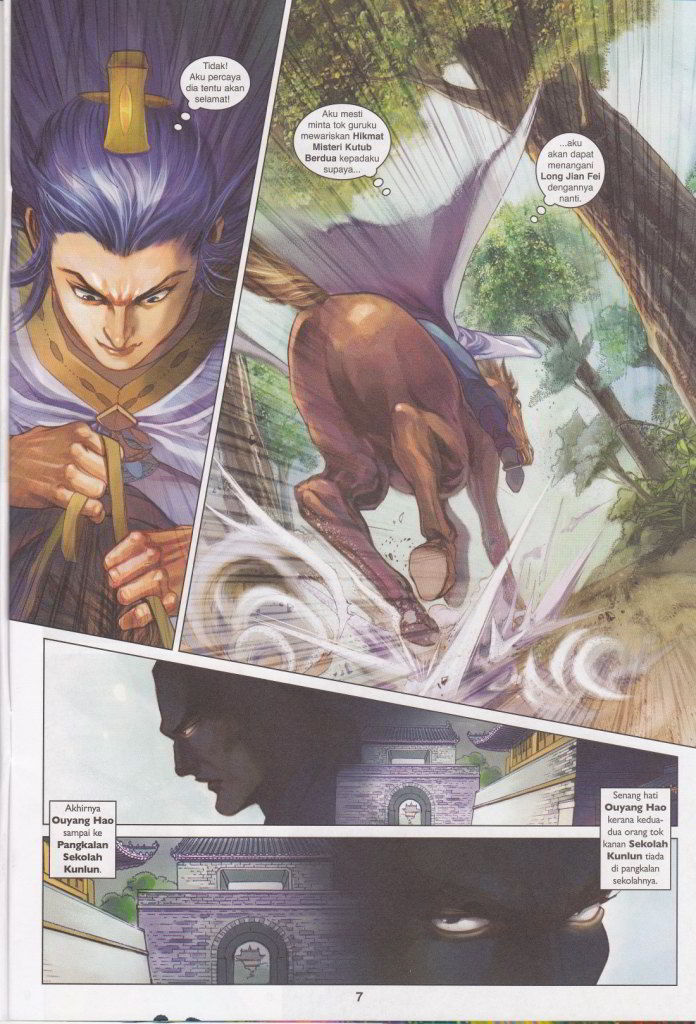 Tidak!
Aku percaya
dia tentu akan
selamat!
Aku mesti
minta tok guruku
mewariskan Hikmat
Misteri Kutub
Berdua kepadaku
supaya...
...aku
akan dapat
menangani
Long Jian Fei
dengannya
nanti.
Akhirnya
Ouyang Hao
sampai ke
Pangkalan
Sekolah
Kunlun.
Senang hati
Ouyang Hao
kerana kedua-
dua orang tok
kanan Sekolah
Kunlun tiada
di pangkalan
sekolahnya.
7